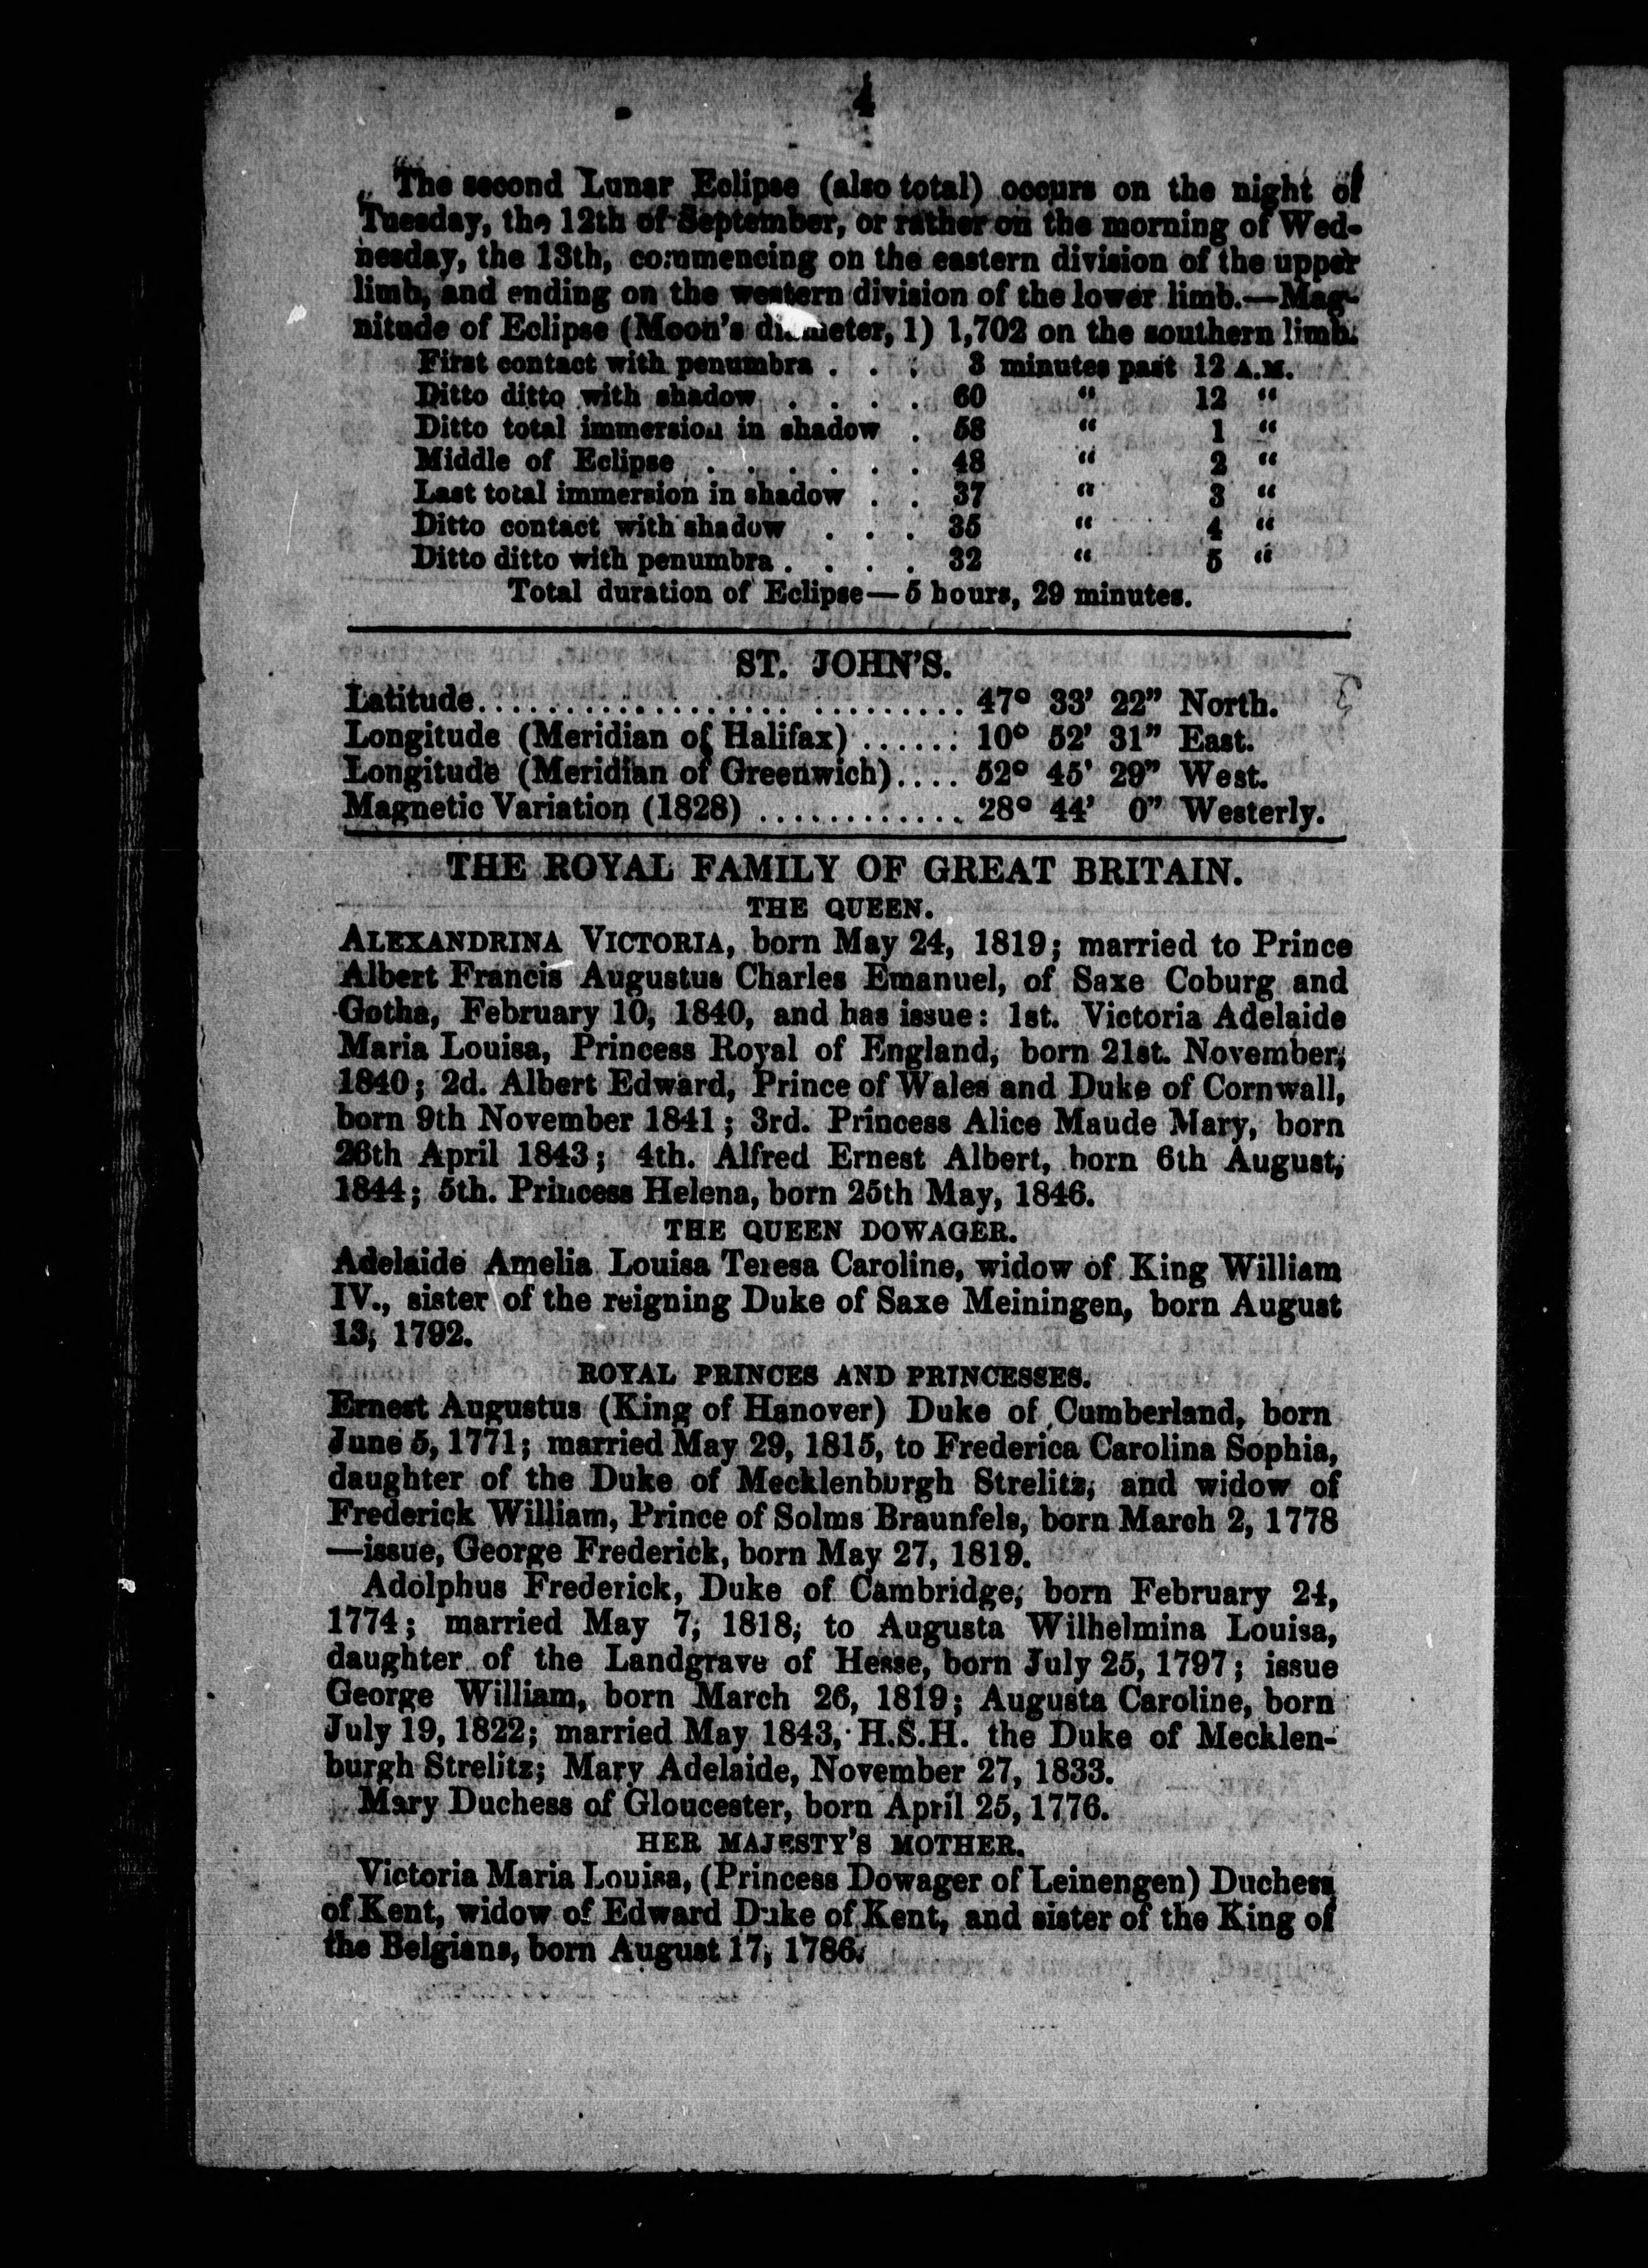 4
The second Lunar Eclipse (also total) occurs on the night of
Tuesday, the 12th of September, or rather on the morning of Wed-
nesday, the 13th, commencing on the eastern division of the upper
limb, and ending on the western division of the lower limb.—Mag-
nitude of Eclipse (Moon's diameter, 1) 1,702 on the southern limb.
First contact with penumbra . . . 3 minutes past 12 A.M.
Ditto ditto with shadow . . . . 60 “ 12 “
Ditto total immersion in shadow . 58 “ 1 “
Middle of Eclipse . . . . . . 48 “ 2 “
Last total immersion in shadow . . 37 “ 3 “
Ditto contact with shadow . . . 35 “ 4 “
Ditto ditto with penumbra . . . . 32 “ 5 “
Total duration of Eclipse—5 hours, 29 minutes.
ST. JOHN'S.
Latitude........................... 47° 33' 22” North.
Longitude (Meridian of Halifax) ...... 10° 52' 31” East.
Longitude (Meridian of Greenwich).... 52° 45' 29” West.
Magnetic Variation (1828) ............ 28° 44' 0” Westerly.
THE ROYAL FAMILY OF GREAT BRITAIN.
THE QUEEN.
ALEXANDRINA VICTORIA, born May 24, 1819; married to Prince
Albert Francis Augustus Charles Emanuel, of Saxe Coburg and
Gotha, February 10, 1840, and has issue: 1st. Victoria Adelaide
Maria Louisa, Princess Royal of England, born 21st. November,
1840; 2d. Albert Edward, Prince of Wales and Duke of Cornwall,
born 9th November 1841; 3rd. Princess Alice Maude Mary, born
26th April 1843; 4th. Alfred Ernest Albert, born 6th August,
1844; 5th. Princess Helena, born 25th May, 1846.
THE QUEEN DOWAGER.
Adelaide Amelia Louisa Teresa Caroline, widow of King William
IV., sister of the reigning Duke of Saxe Meiningen, born August
13, 1792.
ROYAL PRINCES AND PRINCESSES.
Ernest Augustus (King of Hanover) Duke of Cumberland, born
June 5, 1771; married May 29, 1815, to Frederica Carolina Sophia,
daughter of the Duke of Mecklenburgh Strelitz, and widow of
Frederick William, Prince of Solms Braunfels, born March 2, 1778
—issue, George Frederick, born May 27, 1819.
Adolphus Frederick, Duke of Cambridge, born February 24,
1774; married May 7, 1818, to Augusta Wilhelmina Louisa,
daughter of the Landgrave of Hesse, born July 25, 1797; issue
George William, born March 26, 1819; Augusta Caroline, born
July 19, 1822; married May 1843, H.S.H. the Duke of Mecklen-
burgh Strelitz; Mary Adelaide, November 27, 1833.
Mary Duchess of Gloucester, born April 25, 1776.
HER MAJESTY'S MOTHER.
Victoria Maria Louisa, (Princess Dowager of Leinengen) Duchess
of Kent, widow of Edward Duke of Kent, and sister of the King of
the Belgians, born August 17, 1786.